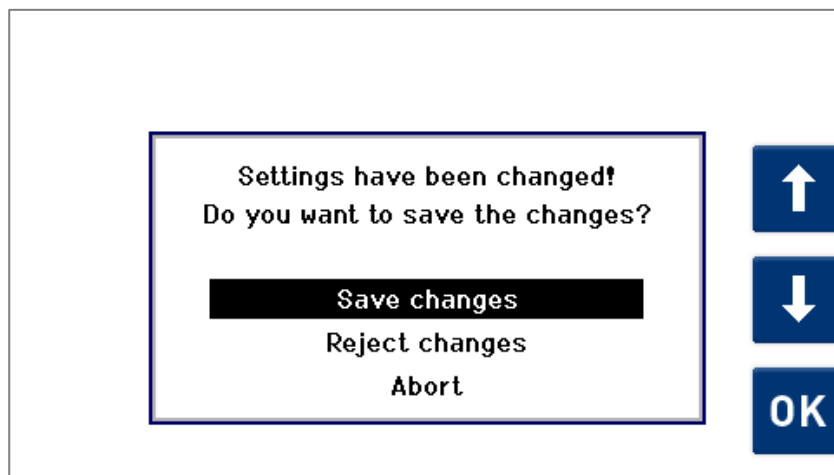 Settings have been changed!
Do you want to save the changes?
Save changes
Reject changes
Abort
OK